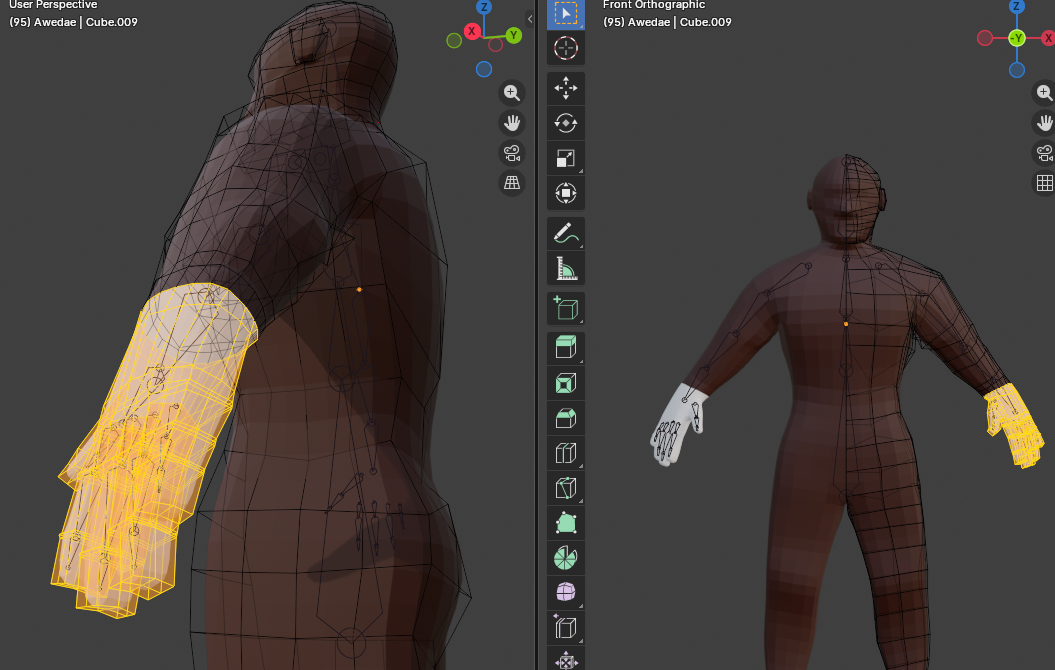 User Perspective
(95) Awedae | Cube.009
Z
X
Y
Front Orthographic
(95) Awedae | Cube.009
Z
-Y
X